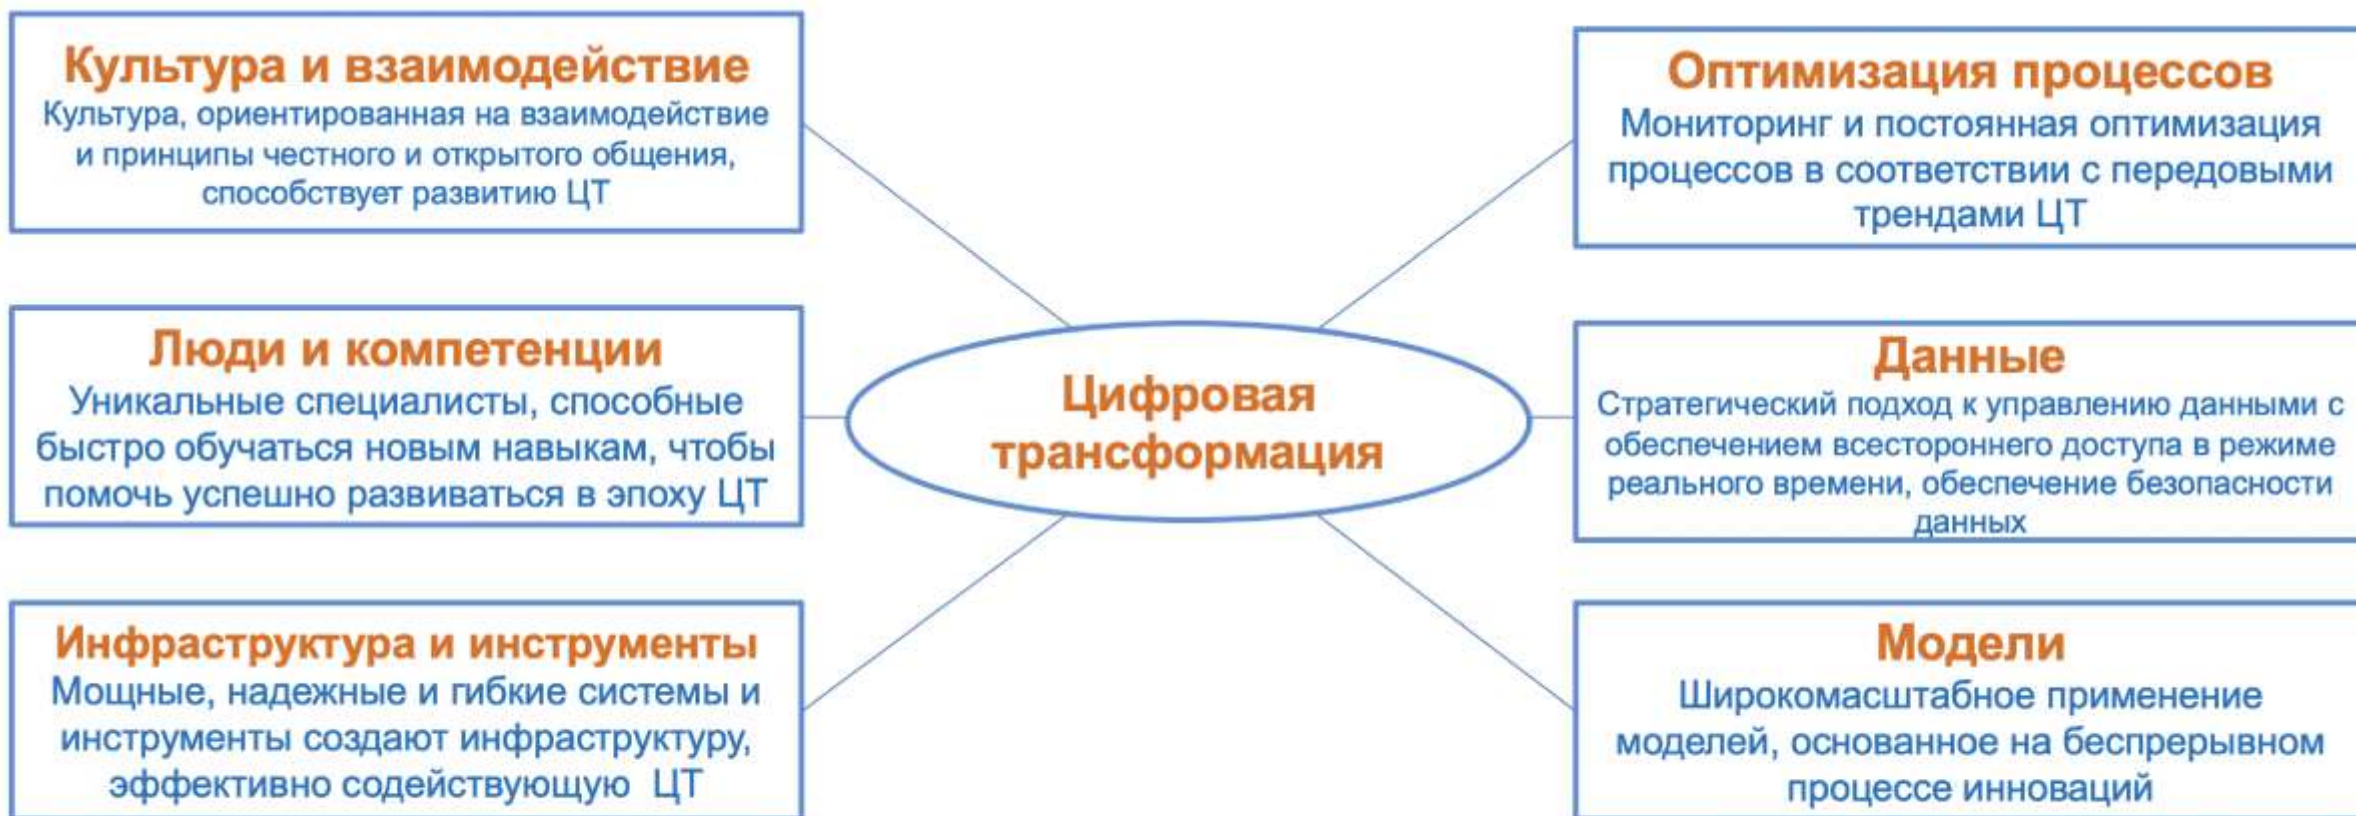 Культура и взаимодействие
Культура, ориентированная на взаимодействие
и принципы честного и открытого общения,
способствует развитию ЦТ
Люди и компетенции
Уникальные специалисты, способные
быстро обучаться новым навыкам, чтобы
помочь успешно развиваться в эпоху ЦТ
Инфраструктура и инструменты
Мощные, надежные и гибкие системы и
инструменты создают инфраструктуру,
эффективно содействующую ЦТ
Цифровая
трансформация
Оптимизация процессов
Мониторинг и постоянная оптимизация
процессов в соответствии с передовыми
трендами ЦТ
Данные
Стратегический подход к управлению данными с
обеспечением всестороннего доступа в режиме
реального времени, обеспечение безопасности
данных
Модели
Широкомасштабное применение
моделей, основанное на беспрерывном
процессе инноваций